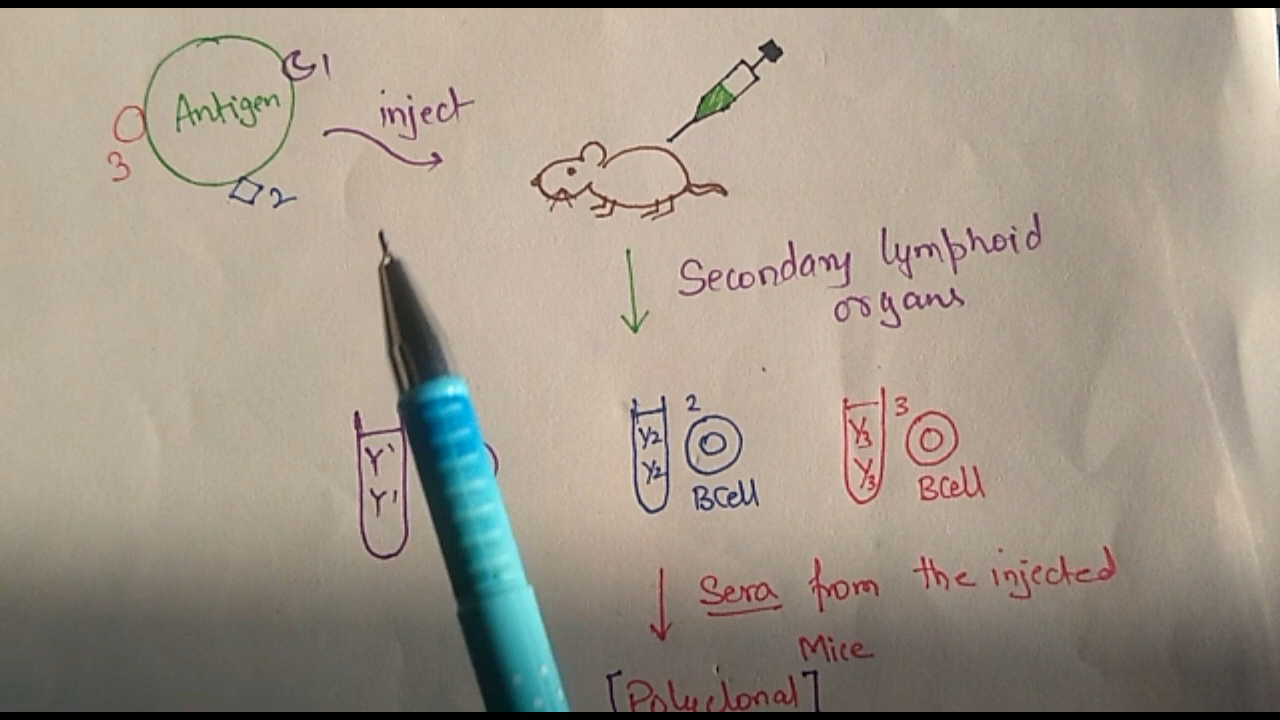 Antigen
1
3
2
inject
Secondary lymphoid
organs
Y1
Y1
2
Y2
Y2
BCell
3
Y3
Y3
BCell
Sera from the injected
Mice
[Polyclonal]